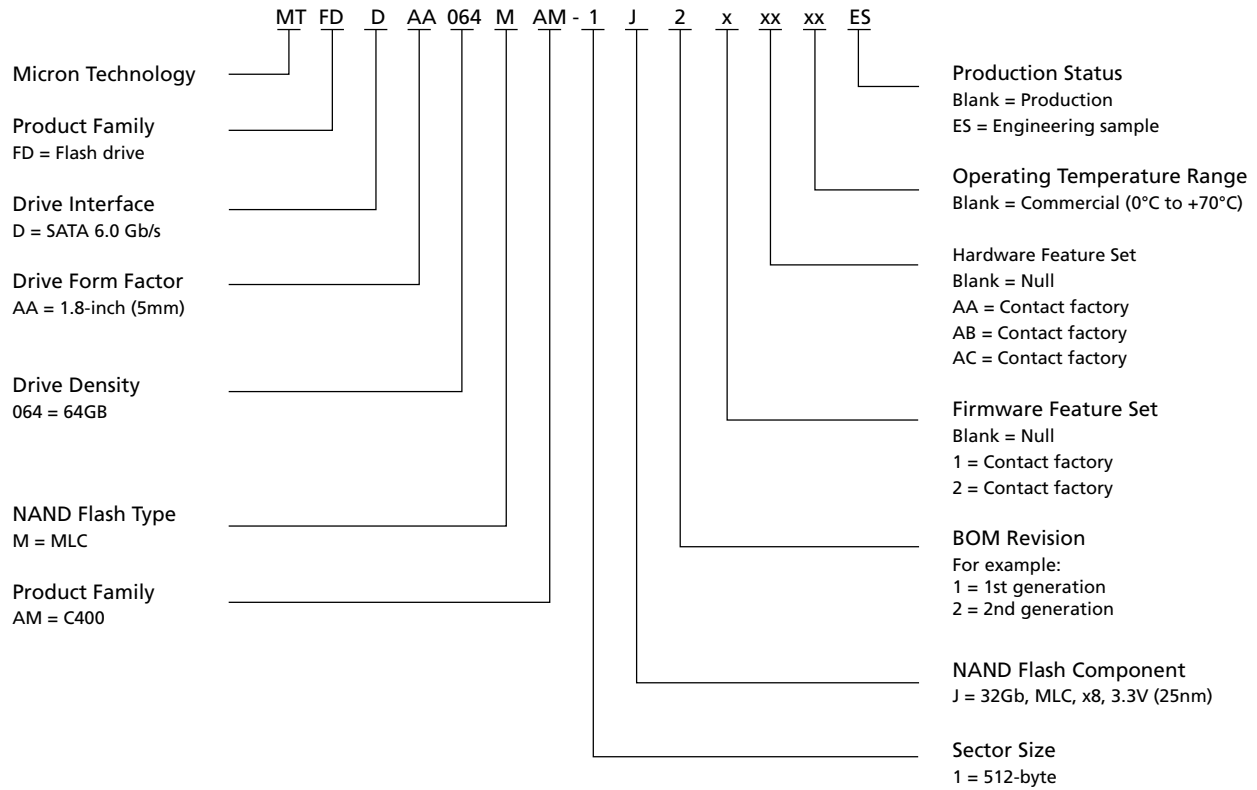 MT FD D AA 064 M AM - 1 J 2 x xx xx ES
Micron Technology
Product Family
FD = Flash drive
Drive Interface
D = SATA 6.0 Gb/s
Drive Form Factor
AA = 1.8-inch (5mm)
Drive Density
064 = 64GB
NAND Flash Type
M = MLC
Product Family
AM = C400
Production Status
Blank = Production
ES = Engineering sample
Operating Temperature Range
Blank = Commercial (0°C to +70°C)
Hardware Feature Set
Blank = Null
AA = Contact factory
AB = Contact factory
AC = Contact factory
Firmware Feature Set
Blank = Null
1 = Contact factory
2 = Contact factory
BOM Revision
For example:
1 = 1st generation
2 = 2nd generation
NAND Flash Component
J = 32Gb, MLC, x8, 3.3V (25nm)
Sector Size
1 = 512-byte